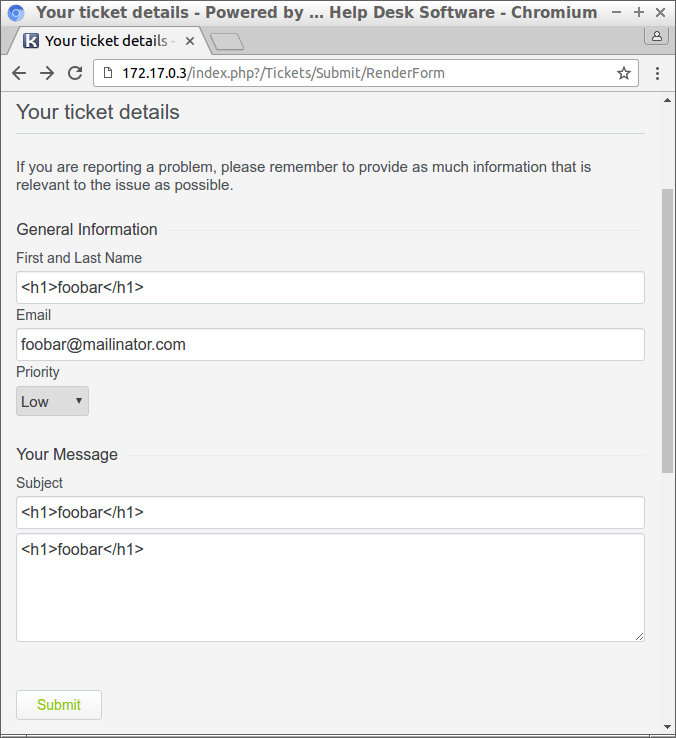 Your ticket details - Powered by ... Help Desk Software - Chromium
Your ticket details -
172.17.0.3/index.php?/Tickets/Submit/RenderForm
Your ticket details
If you are reporting a problem, please remember to provide as much information that is
relevant to the issue as possible.
General Information
First and Last Name
<h1>foobar</h1>
Email
foobar@mailinator.com
Priority
Low
Your Message
Subject
<h1>foobar</h1>
<h1>foobar</h1>
Submit